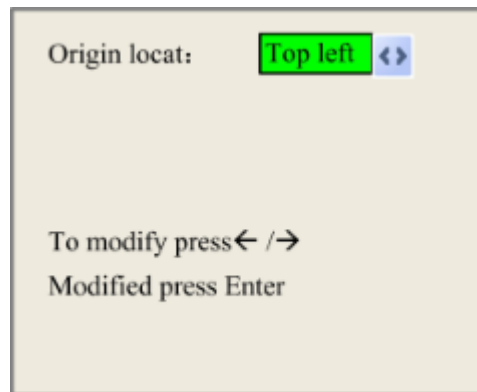 Origin locat： Top left
To modify press← /→
Modified press Enter